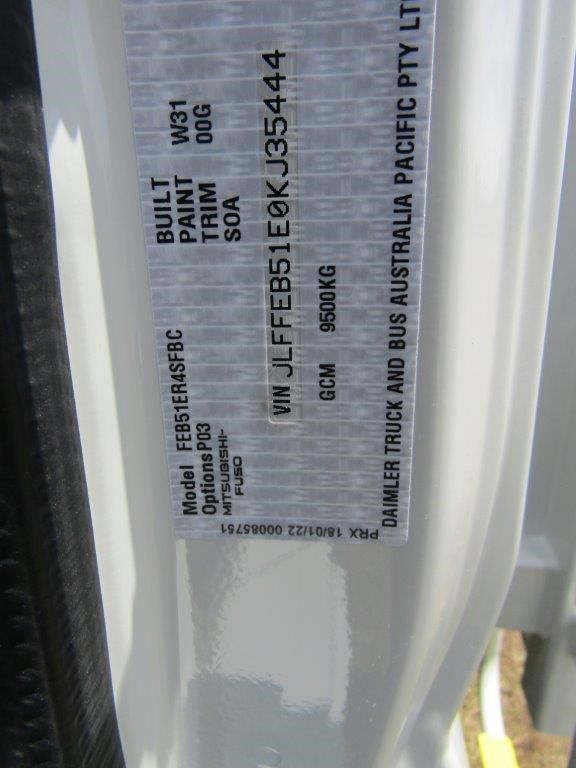 Model FEB51ER4SFBC BUILT
Options P03 PAINT W31
MITSUBISHI- TRIM 00G
FUSO SOA
VIN JLFFEB51E0KJ35444
GCM 9500KG
DAIMLER TRUCK AND BUS AUSTRALIA PACIFIC PTY LT
PRX 18/01/22 00085751